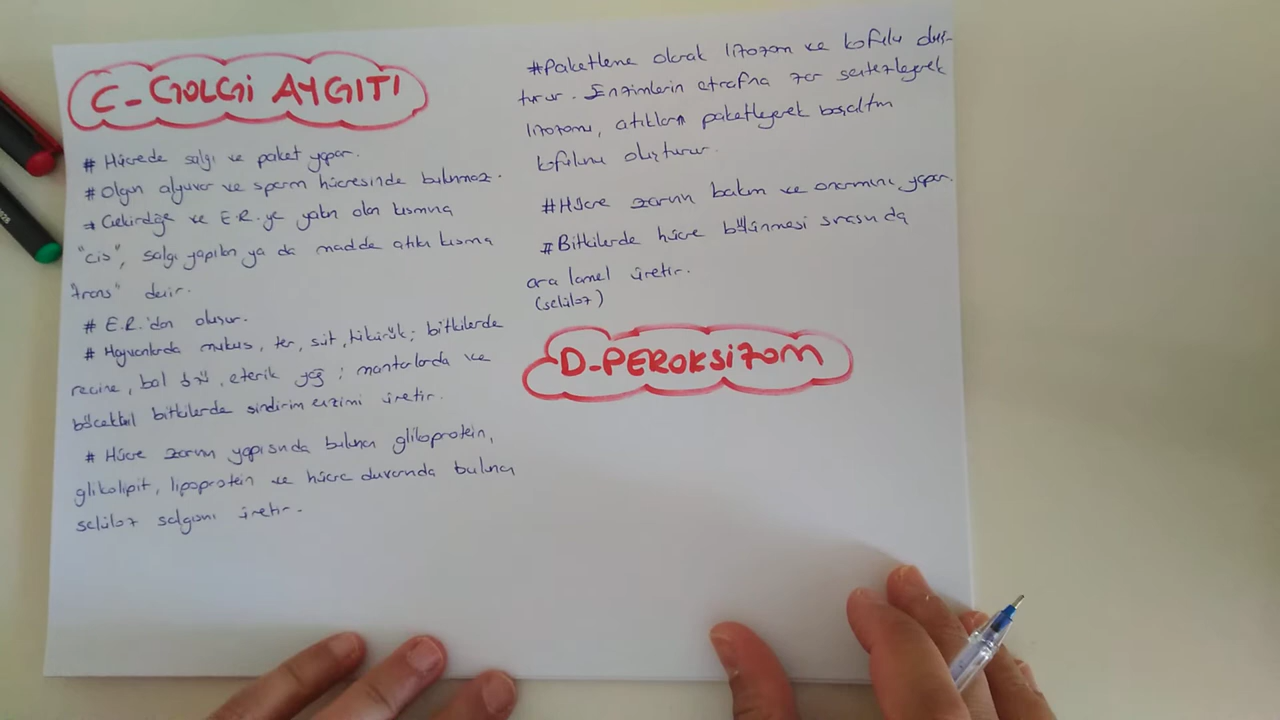 C-GOLGİ AYGITI
# Hücrede salgı ve paket yapar.
# Olgun alyuvar ve sperm hücresinde bulunmaz.
* Çekirdeğe ve E.R.'ye yakın olan kısmına
"cis", salgı yapılan ya da madde atılan kısma
"trans" denir.
# E.R.'den oluşur.
# Hayvanlarda mukus, ter, süt, tükürük; bitkilerde
reçine, bal özü, eterik yağ; mantarlarda ve
böcekçil bitkilerde sindirim enzimi üretir.
# Hücre zarının yapısında bulunan glikoprotein,
glikolipit, lipoprotein ve hücre duvarında bulunan
selüloz salgısını üretir.
#Paketleme olarak lizozom ve kofulu oluş-
turur. Enzimlerin etrafına zar sentezleyerek
lizozomu, atıkları paketleyerek boşaltım
kofulunu oluşturur.
#Hücre zarının bakım ve onarımını yapar.
#Bitkilerde hücre bölünmesi sırasında
ara lamel üretir.
(selüloz)
D-PEROKSİZOM